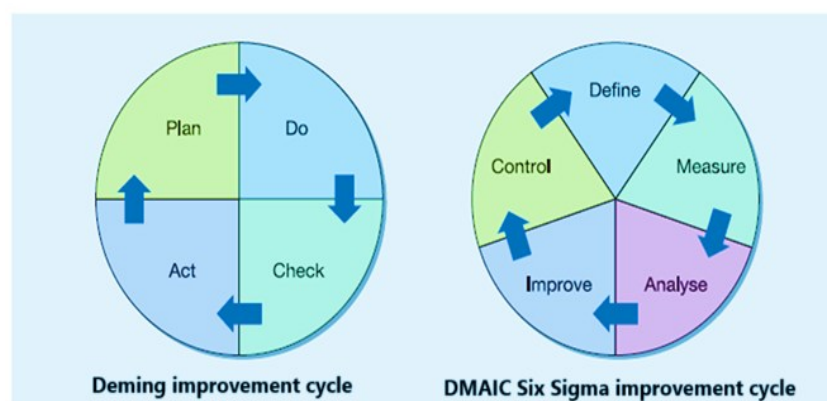 Plan
Do
Act
Check
Deming improvement cycle
Define
Control
Measure
Improve
Analyse
DMAIC Six Sigma improvement cycle